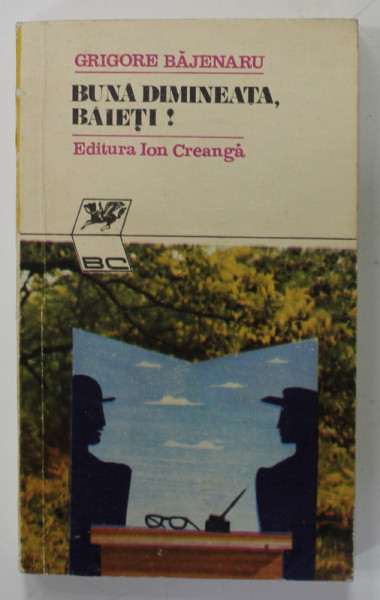 GRIGORE BĂJENARU
BUNĂ DIMINEAȚA,
BĂIEȚI !
Editura Ion Creangă
BC